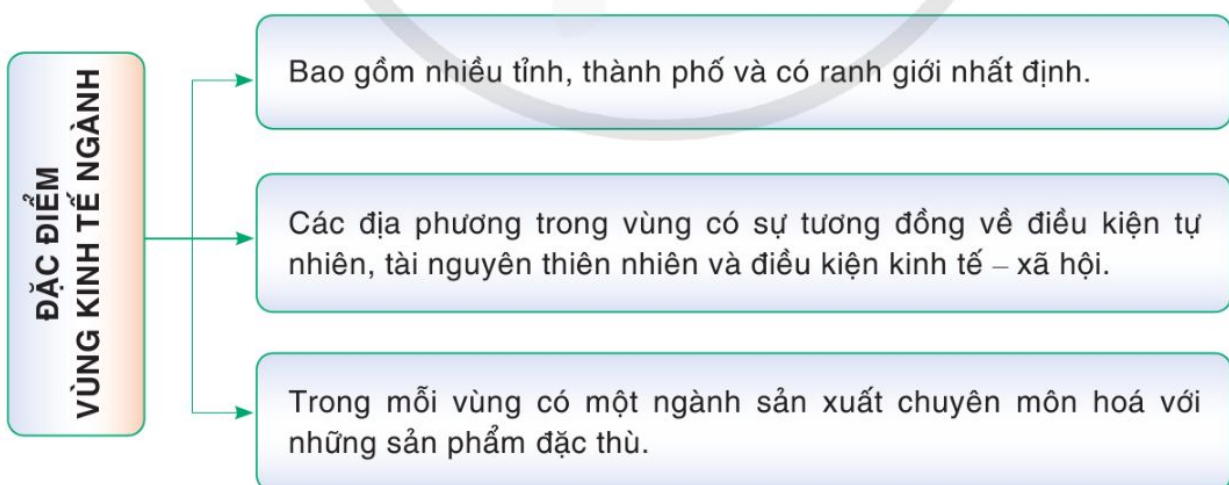 ĐẶC ĐIỂM
VÙNG KINH TẾ NGÀNH
Bao gồm nhiều tỉnh, thành phố và có ranh giới nhất định.
Các địa phương trong vùng có sự tương đồng về điều kiện tự
nhiên, tài nguyên thiên nhiên và điều kiện kinh tế – xã hội.
Trong mỗi vùng có một ngành sản xuất chuyên môn hoá với
những sản phẩm đặc thù.